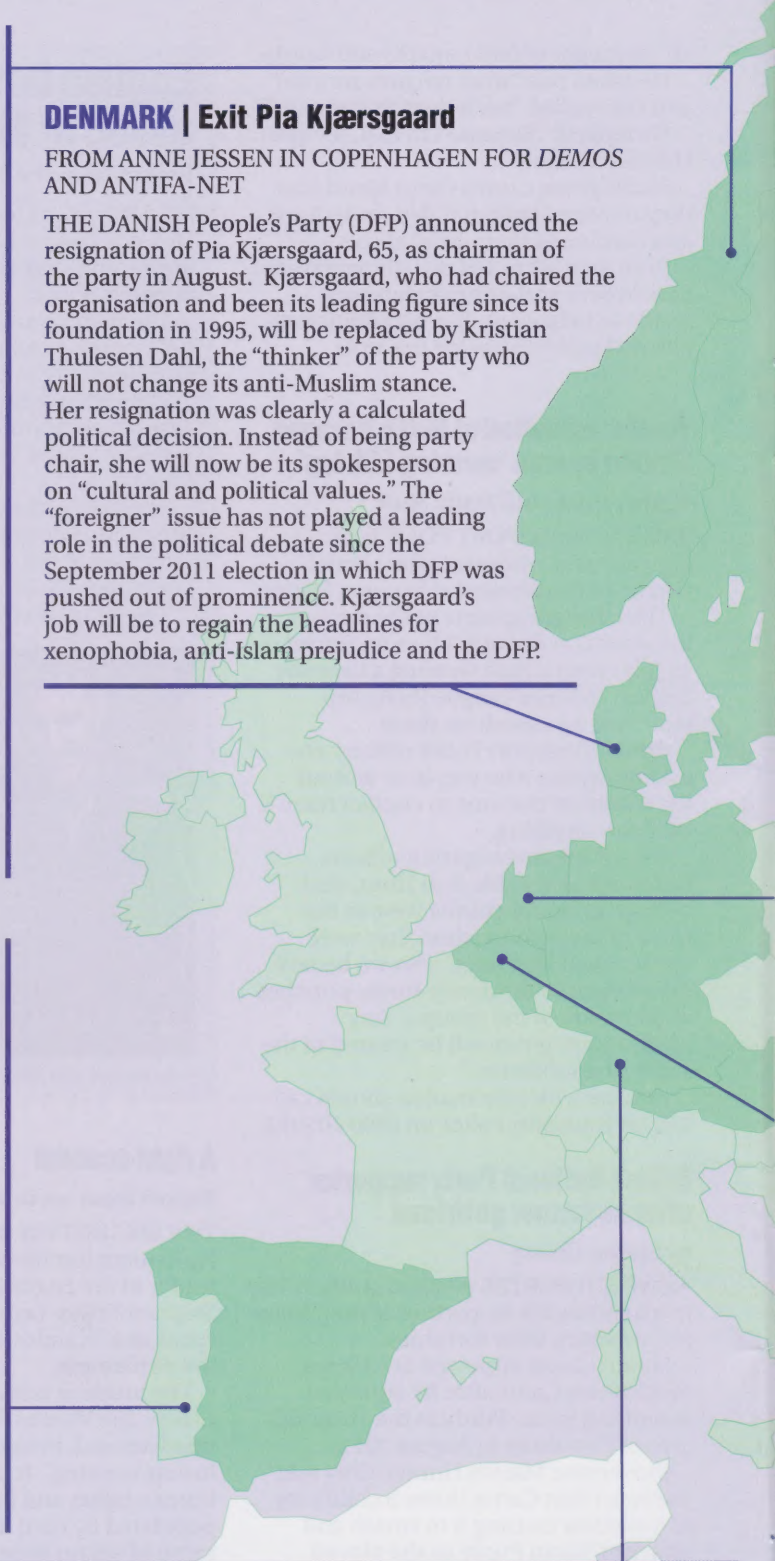 DENMARK | Exit Pia Kjærsgaard
FROM ANNE JESSEN IN COPENHAGEN FOR DEMOS
AND ANTIFA-NET
THE DANISH People's Party (DFP) announced the
resignation of Pia Kjærsgaard, 65, as chairman of
the party in August. Kjærsgaard, who had chaired the
organisation and been its leading figure since its
foundation in 1995, will be replaced by Kristian
Thulesen Dahl, the “thinker” of the party who
will not change its anti-Muslim stance.
Her resignation was clearly a calculated
political decision. Instead of being party
chair, she will now be its spokesperson
on “cultural and political values.” The
“foreigner” issue has not played a leading
role in the political debate since the
September 2011 election in which DFP was
pushed out of prominence. Kjærsgaard's
job will be to regain the headlines for
xenophobia, anti-Islam prejudice and the DFP.